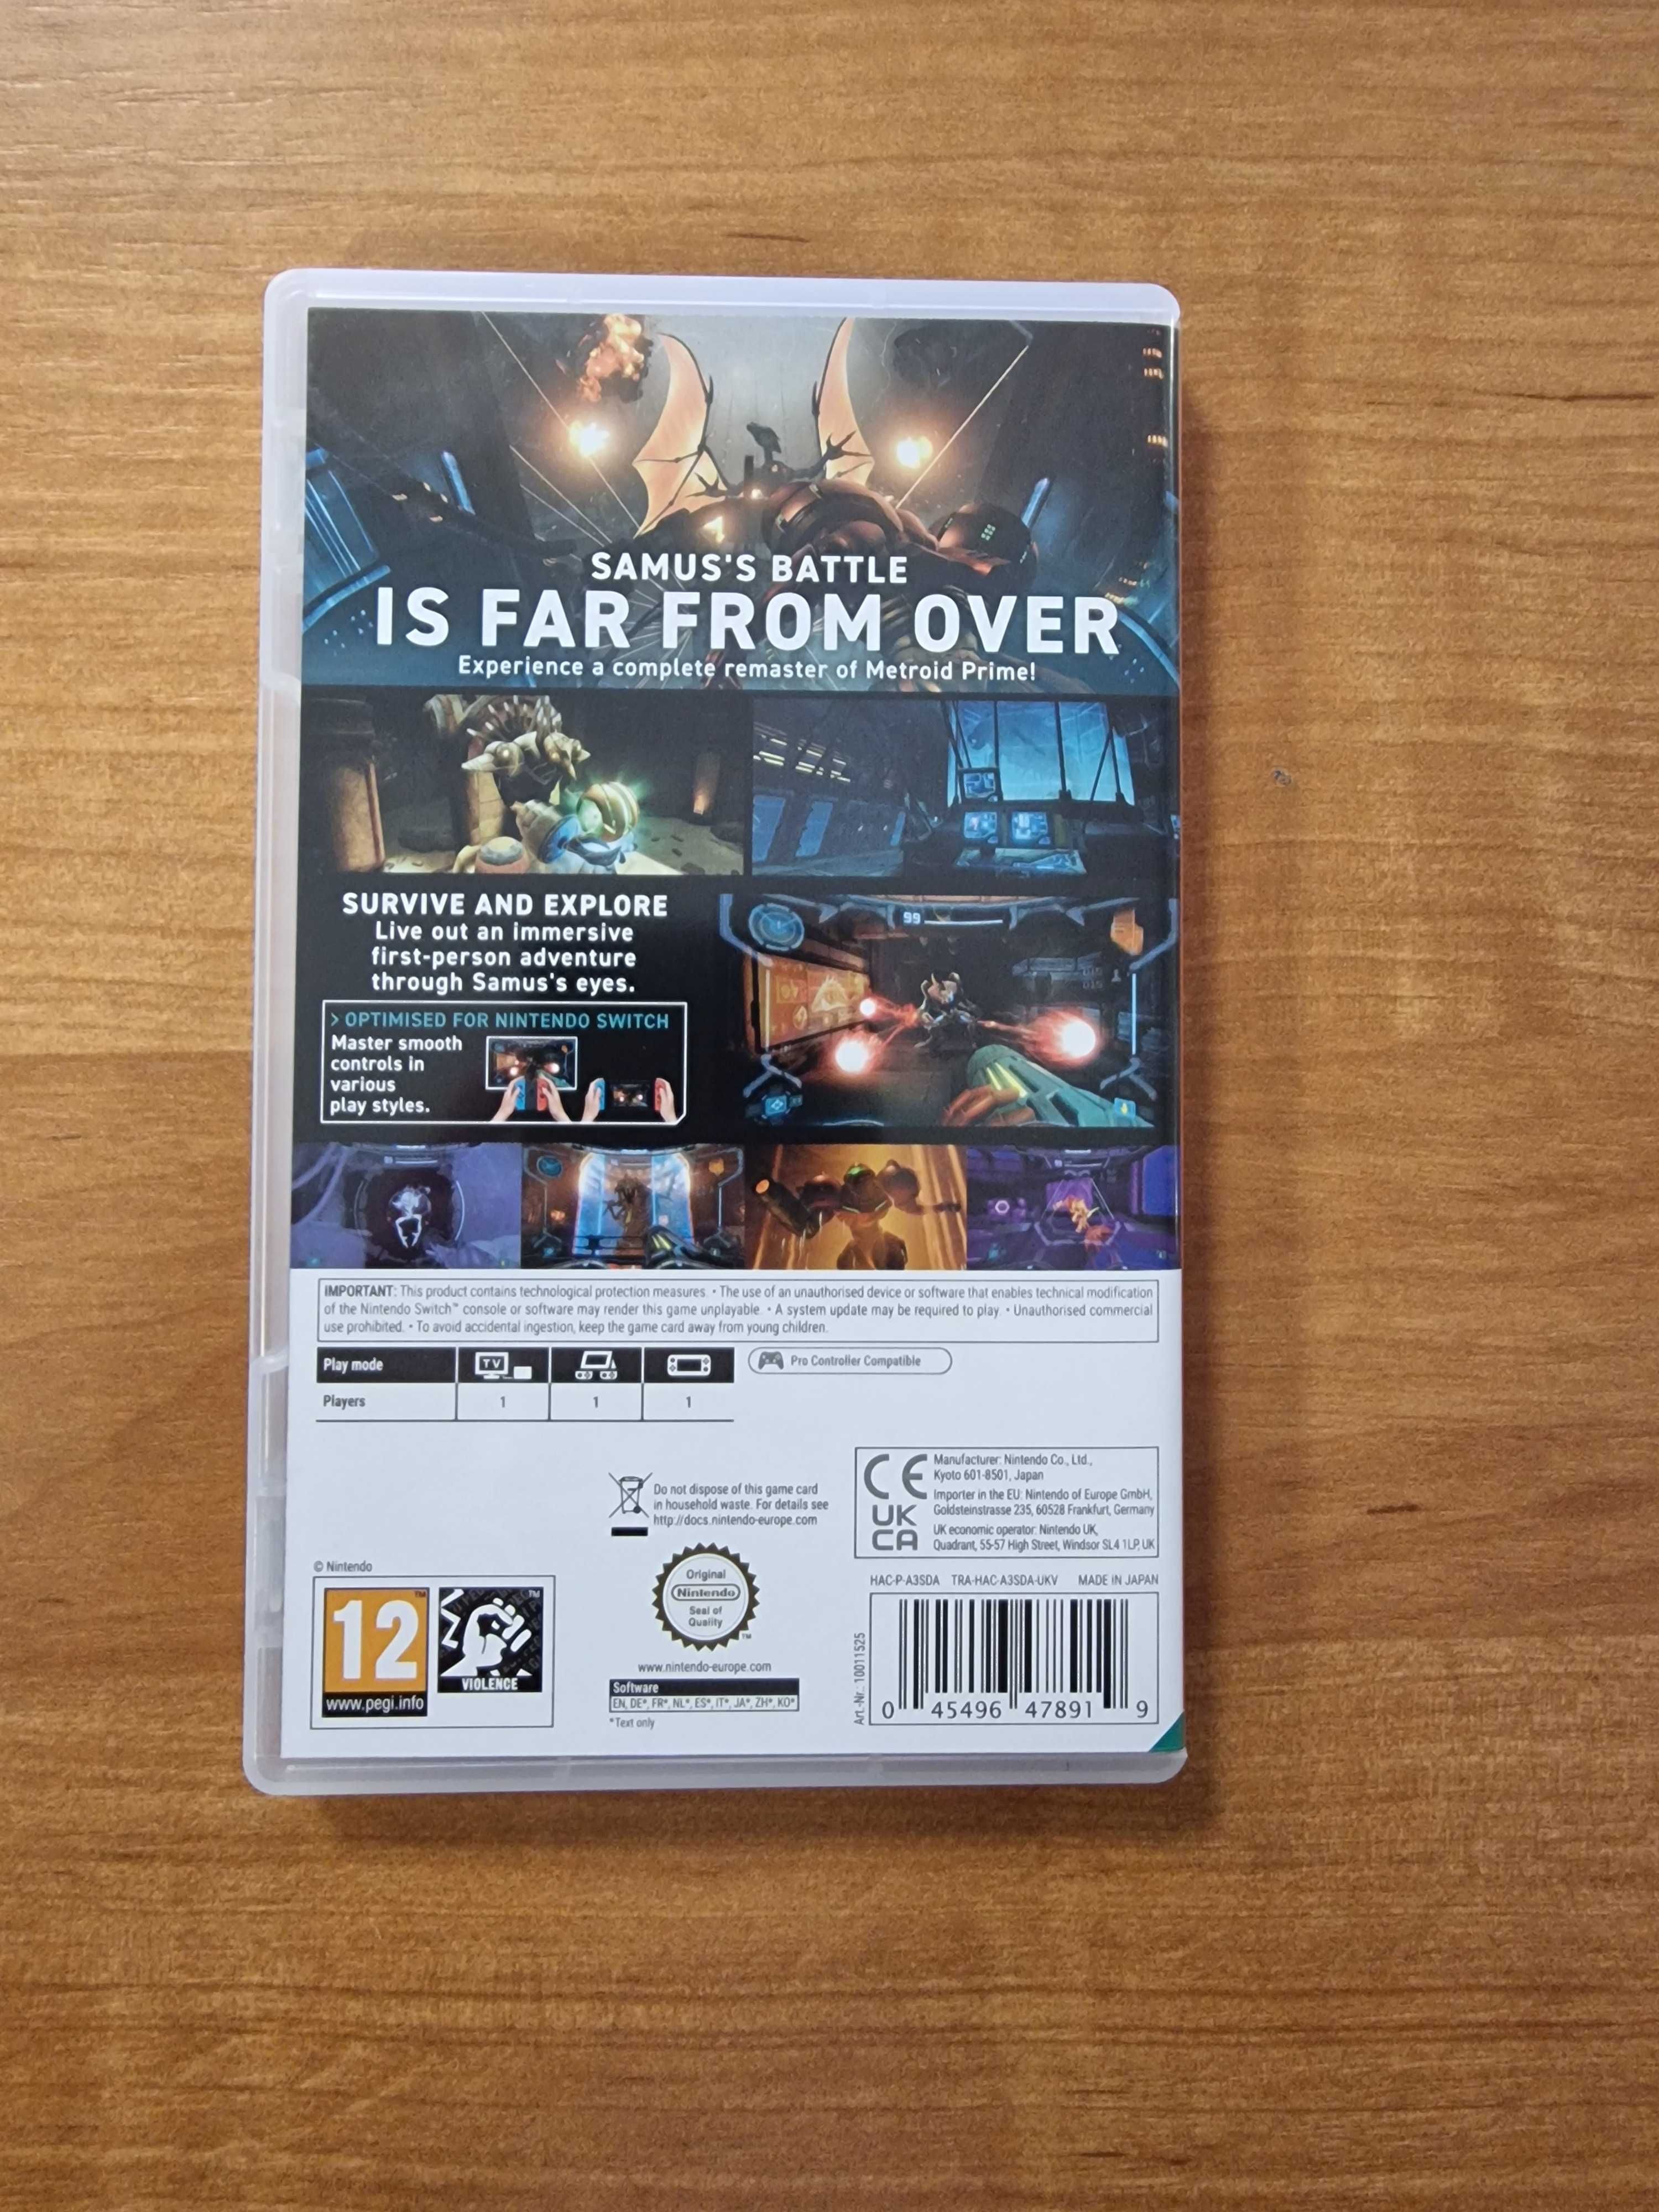 SAMUS'S BATTLE
IS FAR FROM OVER
Experience a complete remaster of Metroid Prime!
SURVIVE AND EXPLORE
Live out an immersive
first-person adventure
through Samus's eyes.
> OPTIMISED FOR NINTENDO SWITCH
Master smooth
controls in
various
play styles.
99
IMPORTANT: This product contains technological protection measures. • The use of an unauthorised device or software that enables technical modification
of the Nintendo Switch™ console or software may render this game unplayable. • A system update may be required to play. • Unauthorised commercial
use prohibited. • To avoid accidental ingestion, keep the game card away from young children.
Play mode TV
Pro Controller Compatible
Players 1 1 1
Do not dispose of this game card
in household waste. For details see
http://docs.nintendo-europe.com
CE
UK
CA
Manufacturer: Nintendo Co., Ltd.,
Kyoto 601-8501, Japan
Importer in the EU: Nintendo of Europe GmbH,
Goldsteinstrasse 235, 60528 Frankfurt, Germany
UK economic operator: Nintendo UK,
Quadrant, 55-57 High Street, Windsor SL4 1LP, UK
© Nintendo
12™
www.pegi.info
™
VIOLENCE
Original
Nintendo
Seal of
Quality
™
www.nintendo-europe.com
Software
EN, DE*, FR*, NL*, ES*, IT*, JA*, ZH*, KO*
*Text only
HAC-P-A3SDA TRA-HAC-A3SDA-UKV MADE IN JAPAN
Art.-Nr. 10011525
0 45496 47891 9